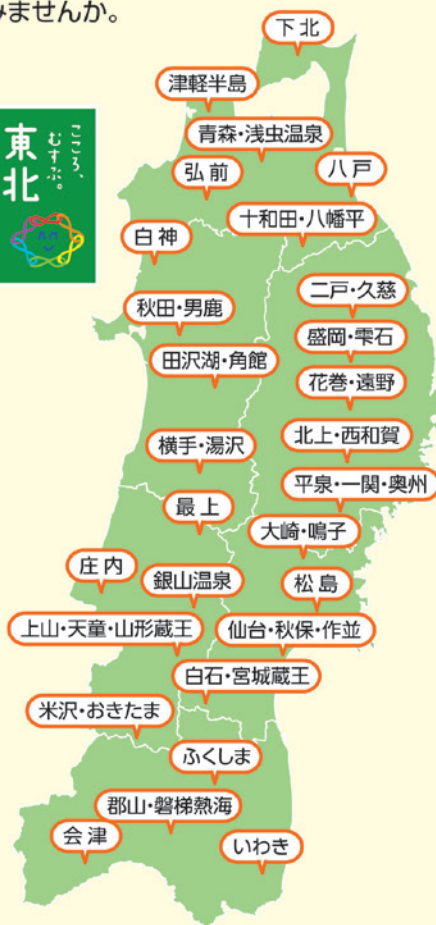 みませんか。
下北
津軽半島
青森・浅虫温泉
弘前
八戸
十和田・八幡平
こころ、
むすぶ。
東北
白神
二戸・久慈
秋田・男鹿
盛岡・雫石
田沢湖・角館
花巻・遠野
北上・西和賀
横手・湯沢
平泉・一関・奥州
最上
大崎・鳴子
庄内
銀山温泉
松島
上山・天童・山形蔵王
仙台・秋保・作並
白石・宮城蔵王
米沢・おきたま
ふくしま
郡山・磐梯熱海
会津
いわき